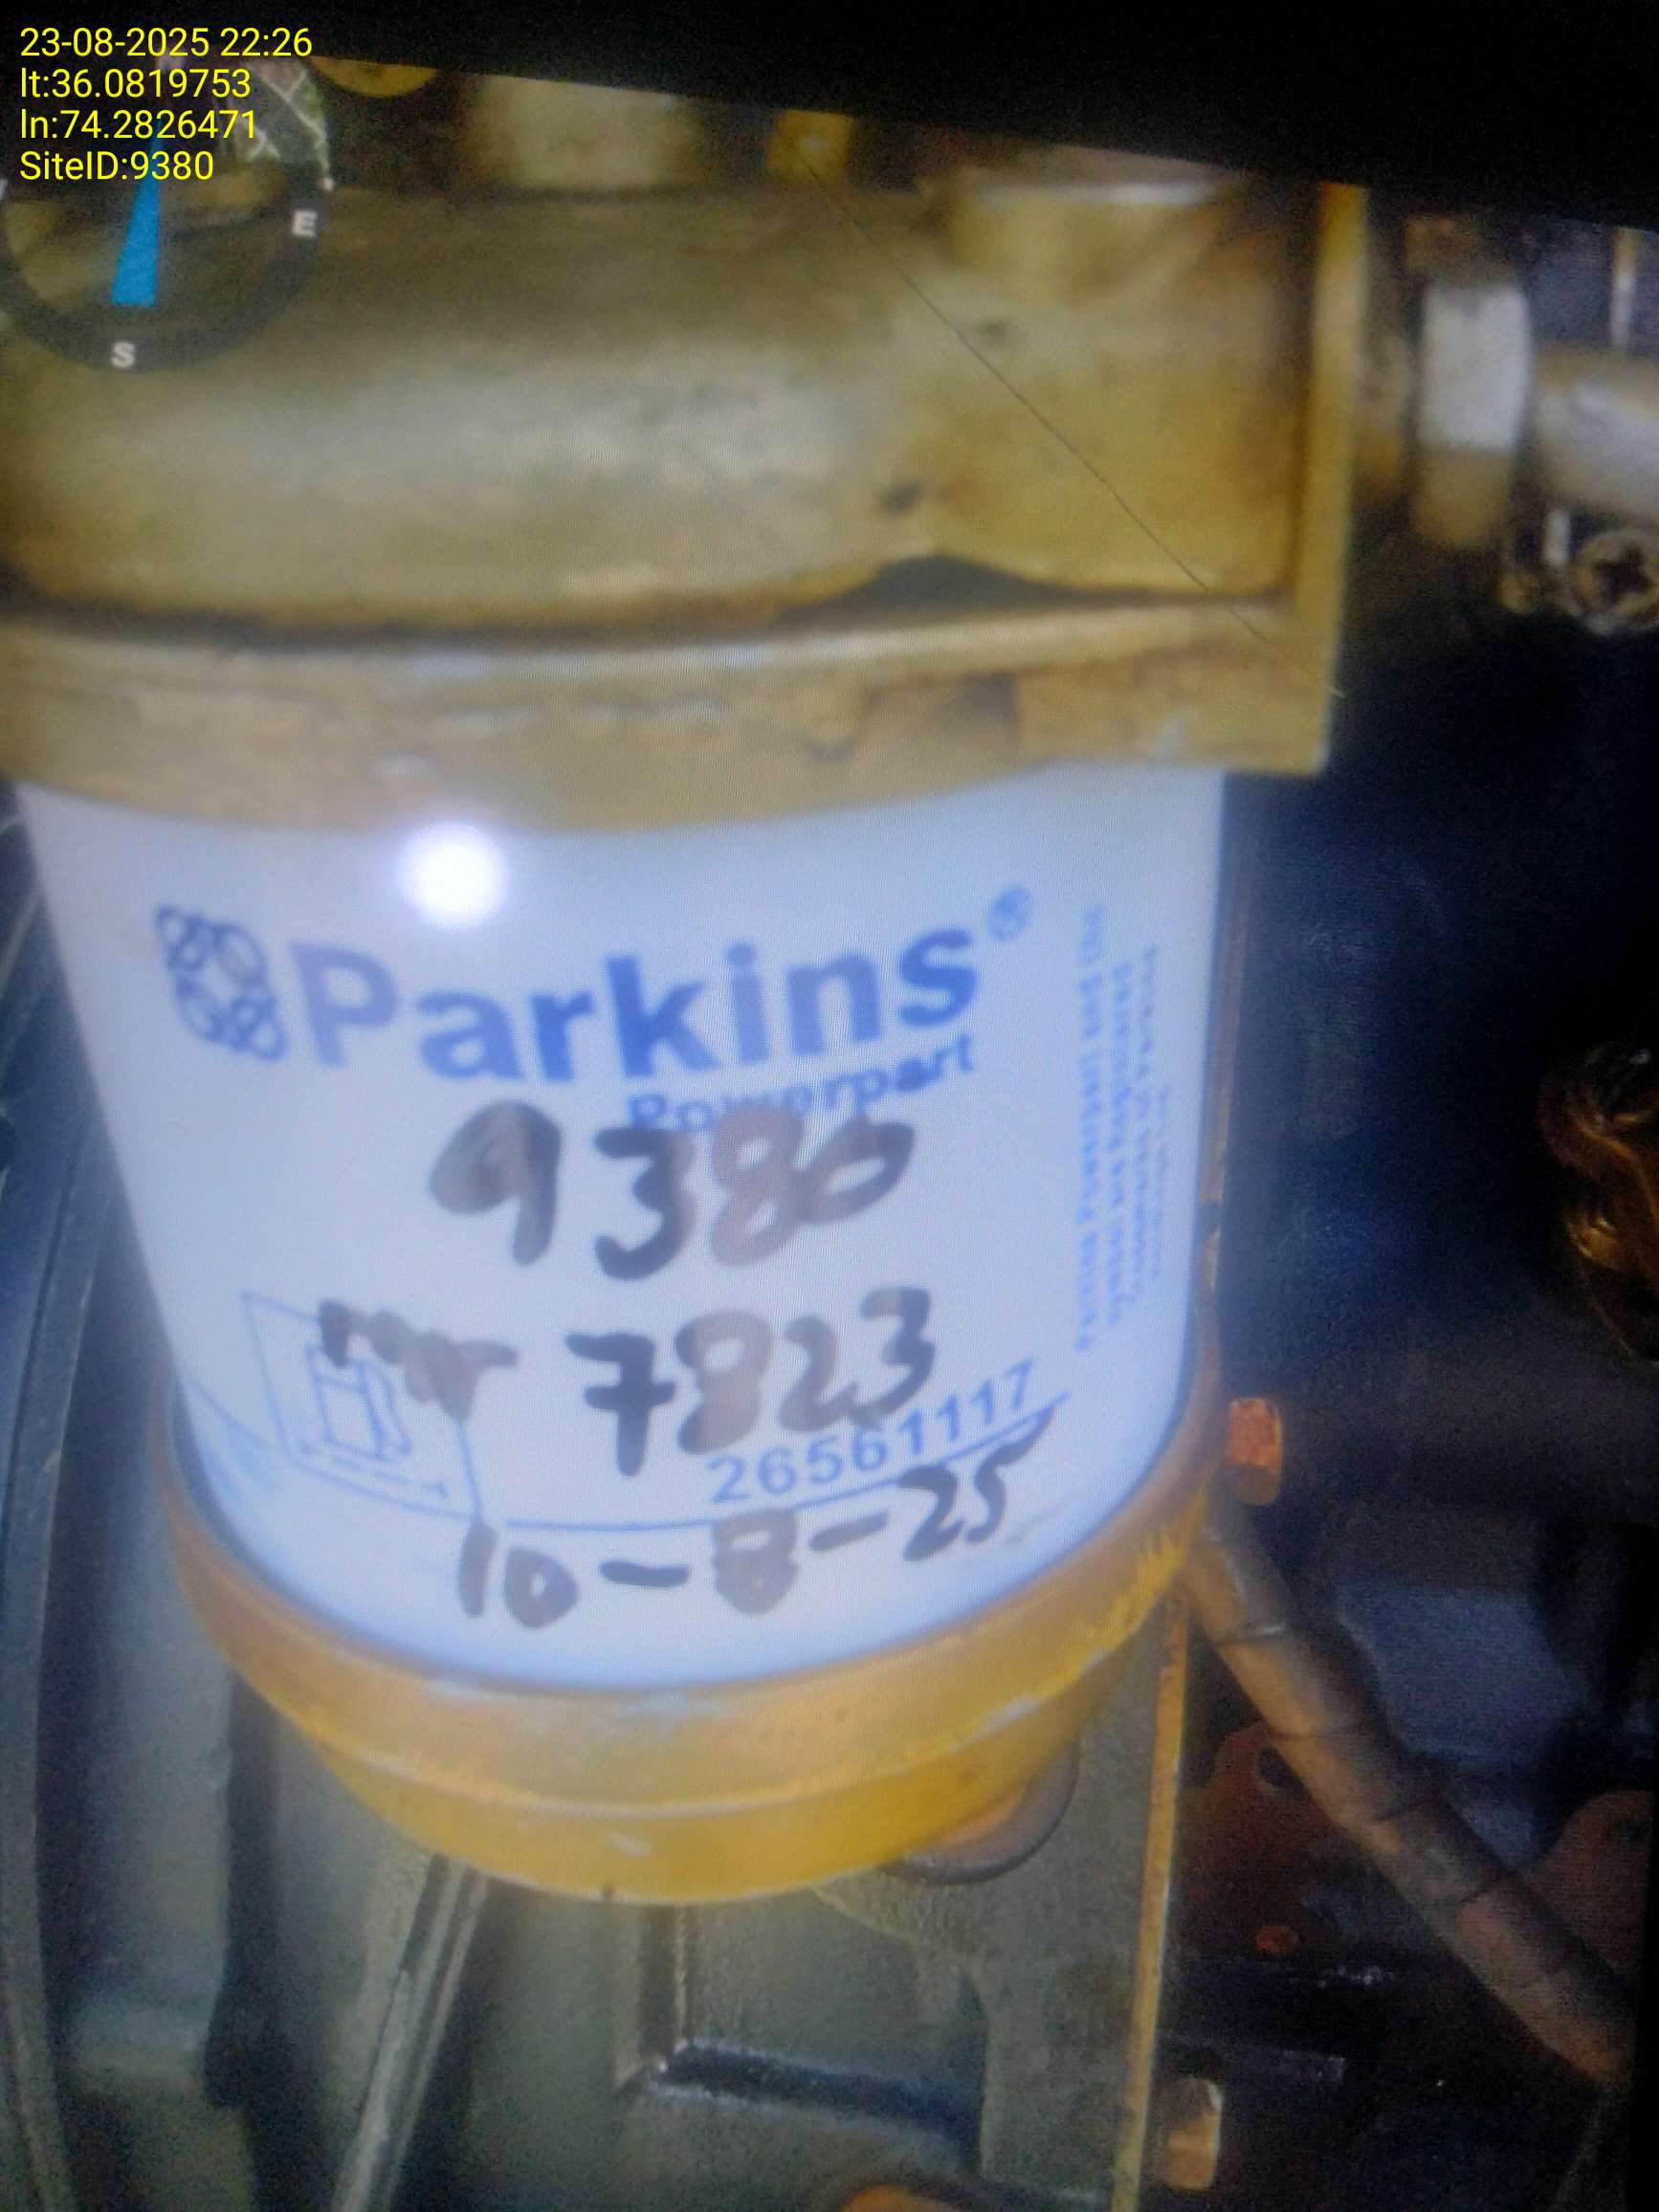 23-08-2025 22:26
lt:36.0819753
ln:74.2826471
SiteID:9380
E
S
Parkins®
Powerpart
9380
7823
26561117
10-8-25